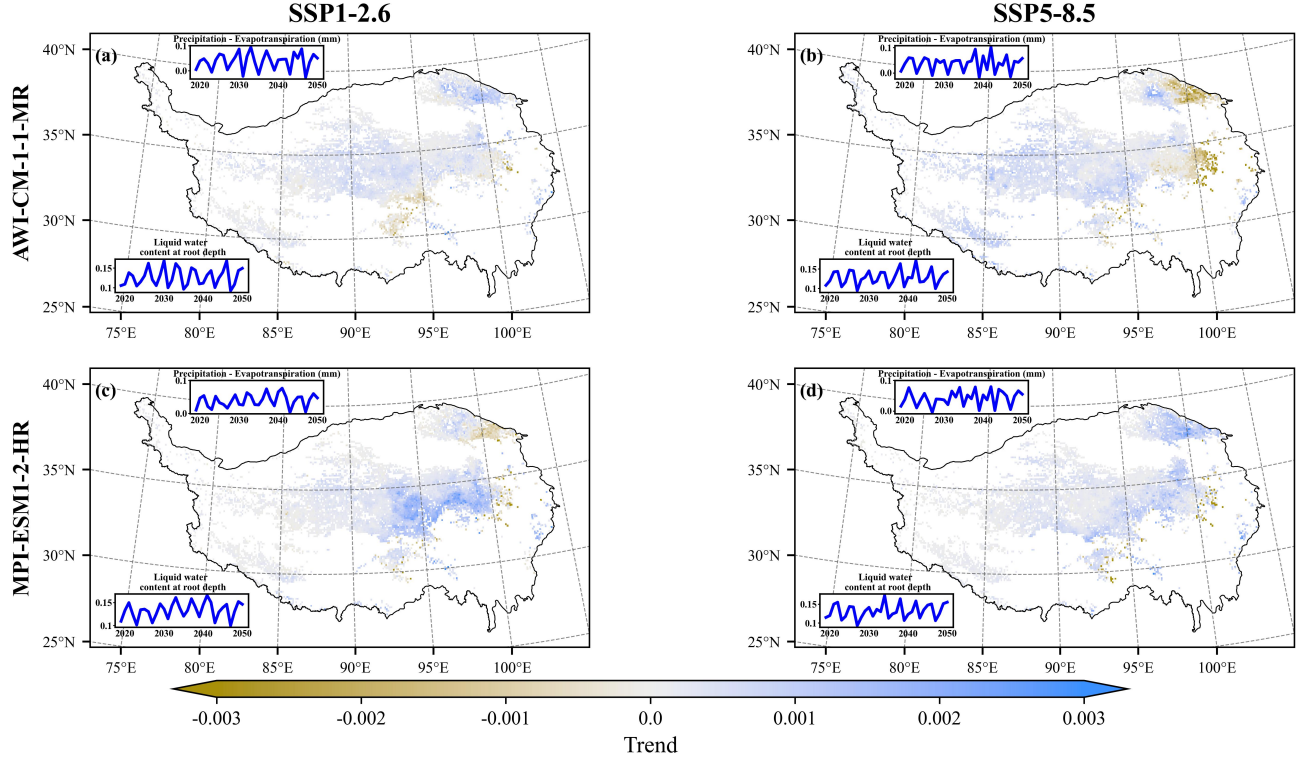 SSP1-2.6
SSP5-8.5
AWI-CM-1-1-MR
(a)
Precipitation - Evapotranspiration (mm)
0.1
0.0
2020 2030 2040 2050
40°N
35°N
30°N
25°N
Liquid water
content at root depth
0.15
0.1
2020 2030 2040 2050
75°E 80°E 85°E 90°E 95°E 100°E
(b)
Precipitation - Evapotranspiration (mm)
0.1
0.0
2020 2030 2040 2050
40°N
35°N
30°N
25°N
Liquid water
content at root depth
0.15
0.1
2020 2030 2040 2050
75°E 80°E 85°E 90°E 95°E 100°E
MPI-ESM1-2-HR
(c)
Precipitation - Evapotranspiration (mm)
0.1
0.0
2020 2030 2040 2050
40°N
35°N
30°N
25°N
Liquid water
content at root depth
0.15
0.1
2020 2030 2040 2050
75°E 80°E 85°E 90°E 95°E 100°E
(d)
Precipitation - Evapotranspiration (mm)
0.1
0.0
2020 2030 2040 2050
40°N
35°N
30°N
25°N
Liquid water
content at root depth
0.15
0.1
2020 2030 2040 2050
75°E 80°E 85°E 90°E 95°E 100°E
-0.003 -0.002 -0.001 0.0 0.001 0.002 0.003
Trend